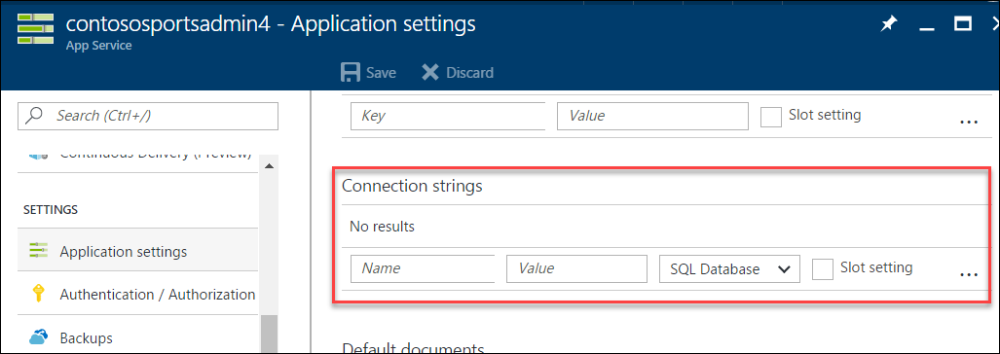 contososportsadmin4 - Application settings
App Service
Save Discard
Search (Ctrl+/)
Continuous Delivery (Preview)
SETTINGS
Application settings
Authentication / Authorization
Backups
Key Value Slot setting ...
Connection strings
No results
Name Value SQL Database Slot setting ...
Default documents